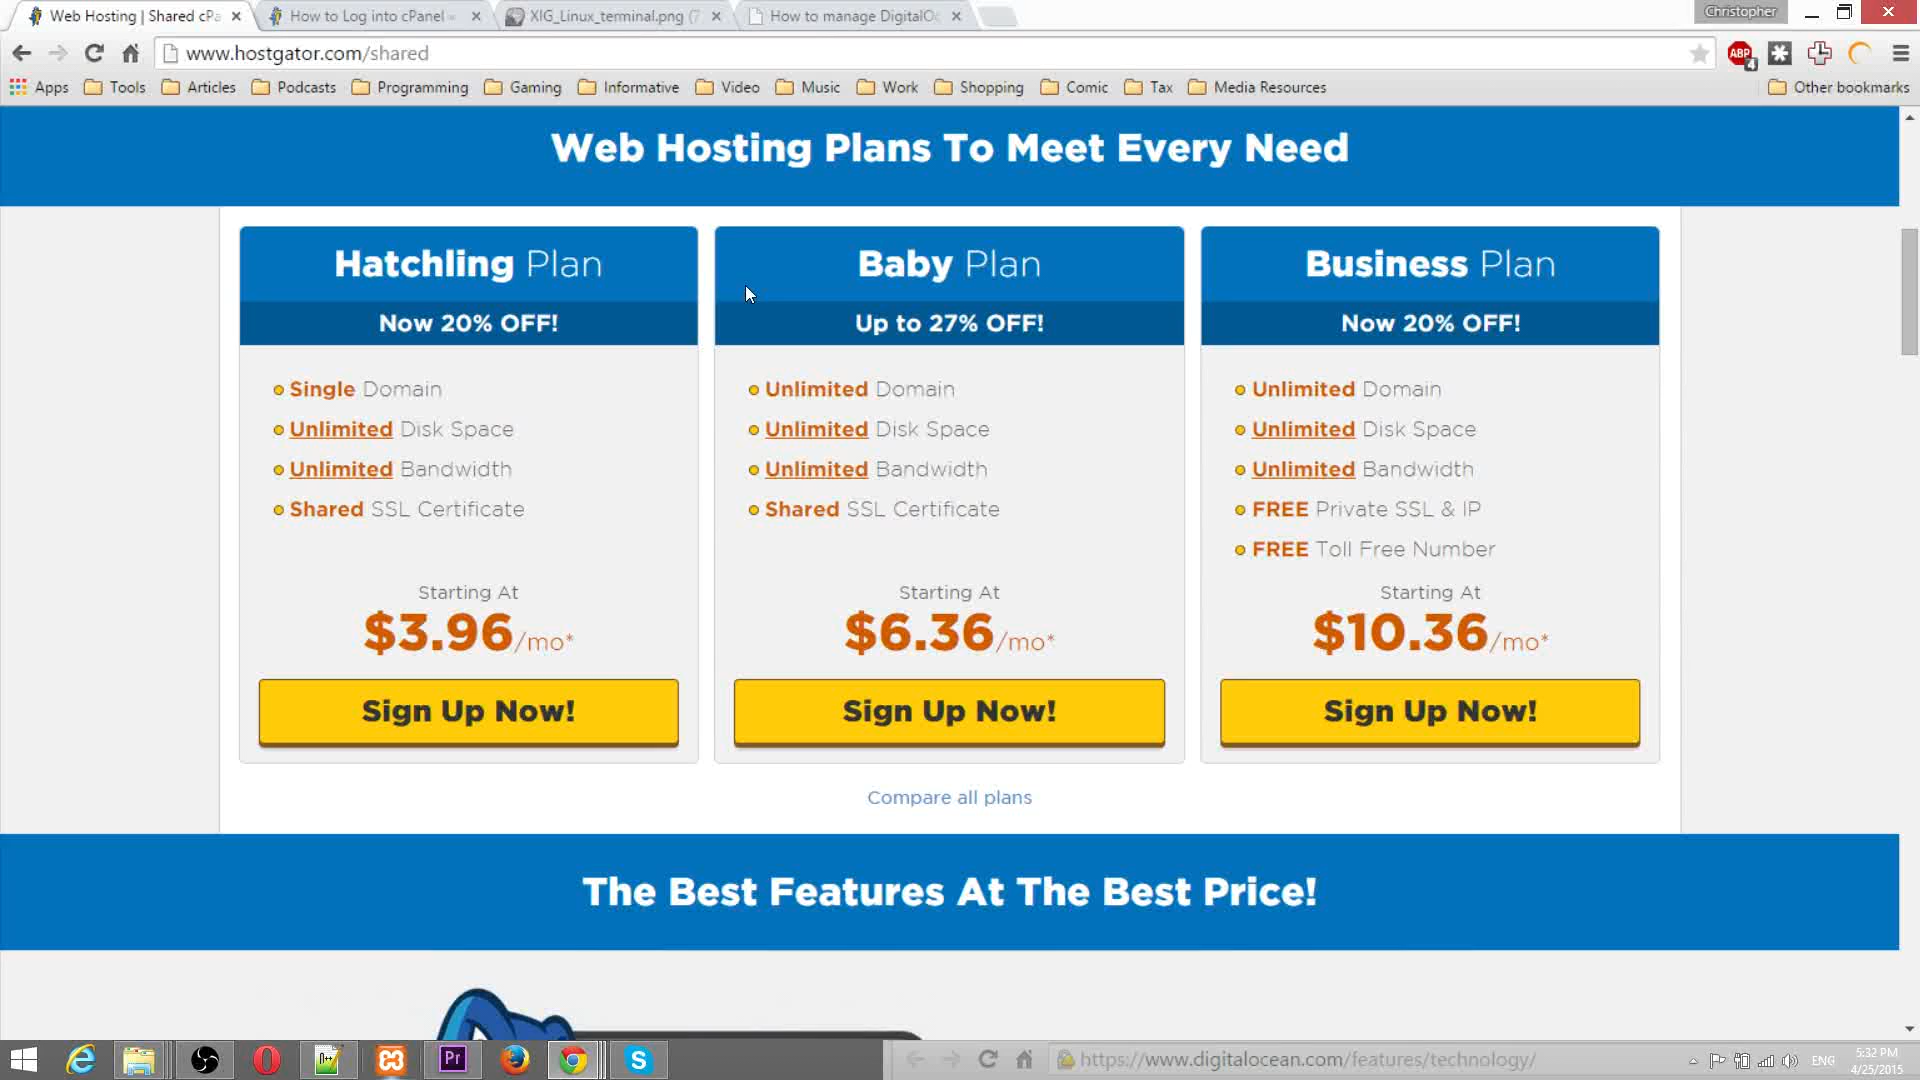 Web Hosting | Shared cPa
How to Log into cPanel
XIG_Linux_terminal.png (7
How to manage DigitalO
Christopher
www.hostgator.com/shared
ABP
4
Apps Tools Articles Podcasts Programming Gaming Informative Video Music Work Shopping Comic Tax Media Resources Other bookmarks
Web Hosting Plans To Meet Every Need
Hatchling Plan
Now 20% OFF!
Single Domain
Unlimited Disk Space
Unlimited Bandwidth
Shared SSL Certificate
Starting At
$3.96/mo*
Sign Up Now!
Baby Plan
Up to 27% OFF!
Unlimited Domain
Unlimited Disk Space
Unlimited Bandwidth
Shared SSL Certificate
Starting At
$6.36/mo*
Sign Up Now!
Business Plan
Now 20% OFF!
Unlimited Domain
Unlimited Disk Space
Unlimited Bandwidth
FREE Private SSL & IP
FREE Toll Free Number
Starting At
$10.36/mo*
Sign Up Now!
Compare all plans
The Best Features At The Best Price!
Pr
https://www.digitalocean.com/features/technology/
ENG
5:32 PM
4/25/2015